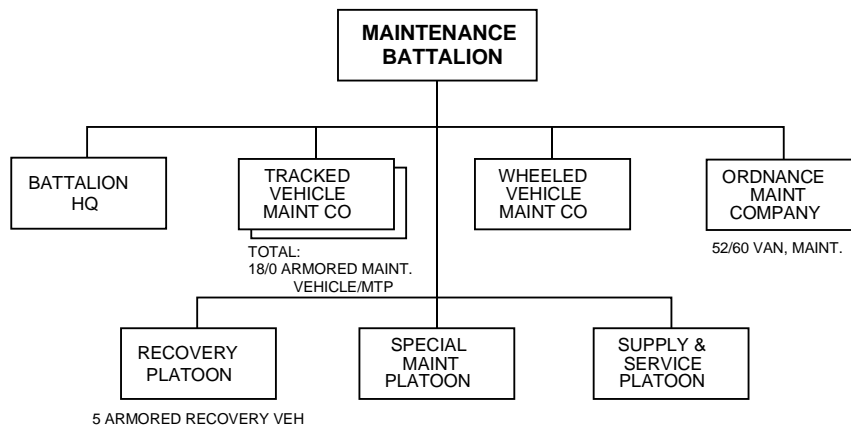 MAINTENANCE
BATTALION
BATTALION
HQ
TRACKED
VEHICLE
MAINT CO
TOTAL:
18/0 ARMORED MAINT.
VEHICLE/MTP
WHEELED
VEHICLE
MAINT CO
ORDNANCE
MAINT
COMPANY
52/60 VAN, MAINT.
RECOVERY
PLATOON
5 ARMORED RECOVERY VEH
SPECIAL
MAINT
PLATOON
SUPPLY &
SERVICE
PLATOON